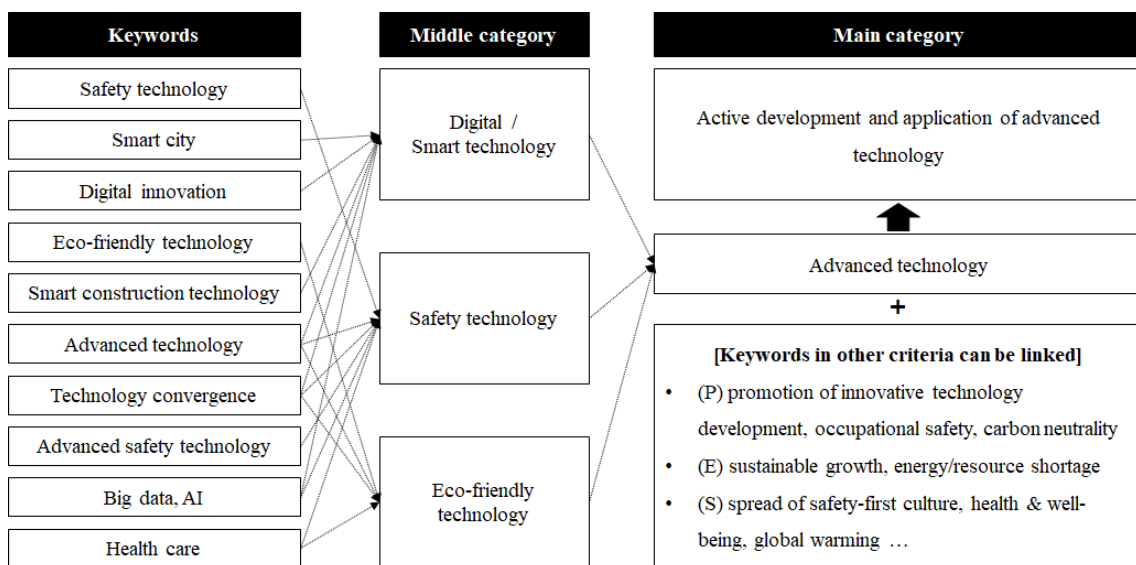 Keywords
Safety technology
Smart city
Digital innovation
Eco-friendly technology
Smart construction technology
Advanced technology
Technology convergence
Advanced safety technology
Big data, AI
Health care
Middle category
Digital /
Smart technology
Safety technology
Eco-friendly
technology
Main category
Active development and application of advanced
technology
Advanced technology
+
[Keywords in other criteria can be linked]
• (P) promotion of innovative technology
development, occupational safety, carbon neutrality
• (E) sustainable growth, energy/resource shortage
• (S) spread of safety-first culture, health & well-
being, global warming …